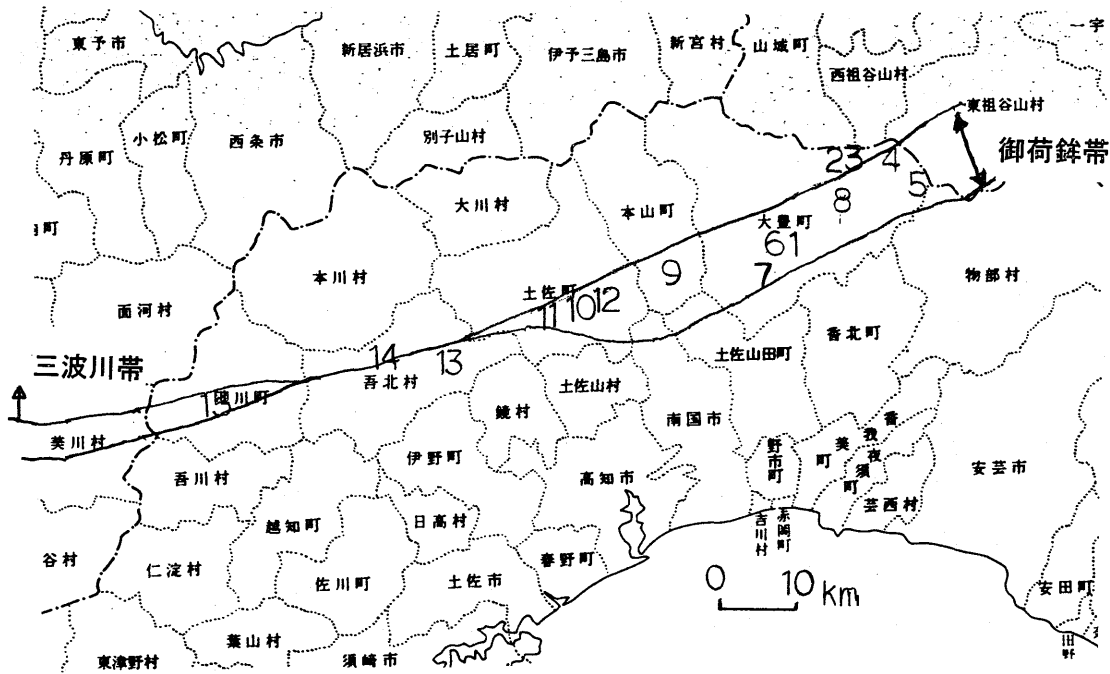 東予市
新居浜市
土居町
伊予三島市
新宮村
山城町
一宇
西祖谷山村
東祖谷山村
小松町
丹原町
西条市
別子山村
御荷鉾帯
23
4
5
8
大川村
本山町
大豊町
61
7
9
物部村
本川村
土佐町
11
10
12
面河村
香北町
土佐山田町
三波川帯
14
13
吾北村
土佐山村
15
美川村
鏡村
南国市
伊野町
野市町
香我美町
夜須町
安芸市
吾川村
高知市
芸西村
越知町
日高村
赤岡町
吉川村
谷村
仁淀村
佐川町
土佐市
春野町
0 10 km
安田町
葉山村
東津野村
須崎市
田野